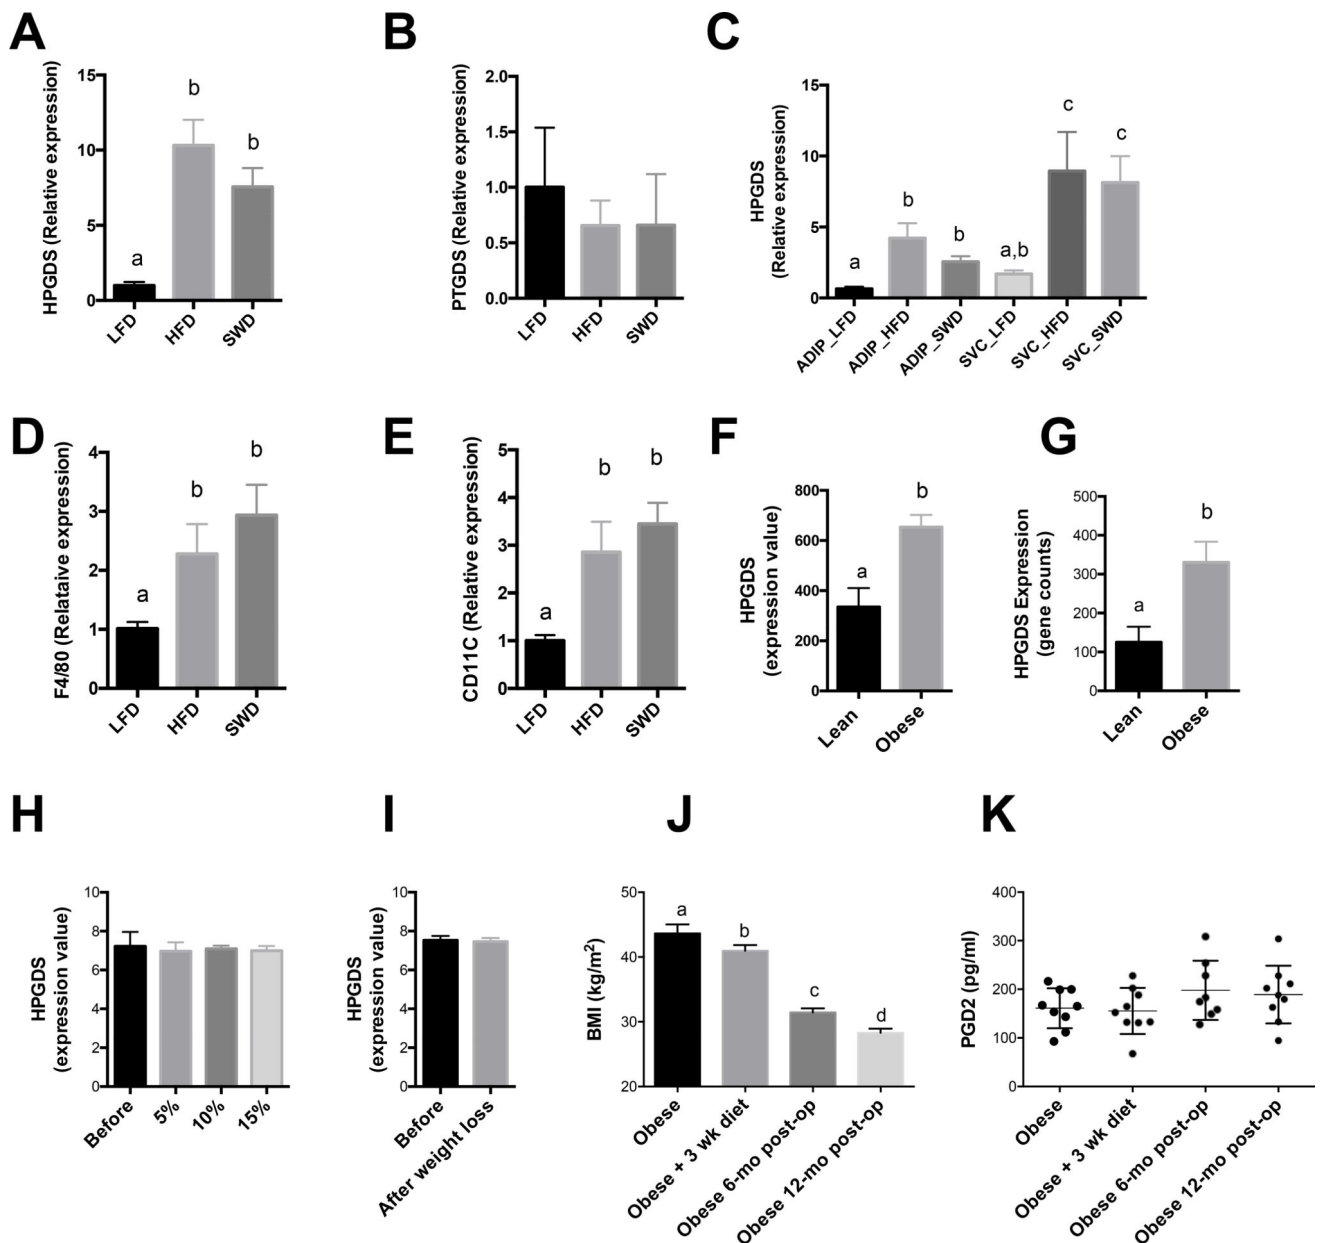 A
HPGDS (Relative expression)
15
10
5
0
a
b
b
LFD
HFD
SWD
B
PTGDS (Relative expression)
2.0
1.5
1.0
0.5
0.0
LFD
HFD
SWD
C
HPGDS
(Relative expression)
15
10
5
0
a
b
b
a,b
c
c
ADIP_LFD
ADIP_HFD
ADIP_SWD
SVC_LFD
SVC_HFD
SVC_SWD
D
F4/80 (Relataive expression)
4
3
2
1
0
a
b
b
LFD
HFD
SWD
E
CD11C (Relative expression)
5
4
3
2
1
0
a
b
b
LFD
HFD
SWD
F
HPGDS
(expression value)
800
600
400
200
0
a
b
Lean
Obese
G
HPGDS Expression
(gene counts)
500
400
300
200
100
0
a
b
Lean
Obese
H
HPGDS
(expression value)
10
8
6
4
2
0
Before
5%
10%
15%
I
HPGDS
(expression value)
10
8
6
4
2
0
Before
After weight loss
J
BMI (kg/m²)
50
40
30
20
a
b
c
d
Obese
Obese + 3 wk diet
Obese 6-mo post-op
Obese 12-mo post-op
K
PGD2 (pg/ml)
400
300
200
100
0
Obese
Obese + 3 wk diet
Obese 6-mo post-op
Obese 12-mo post-op